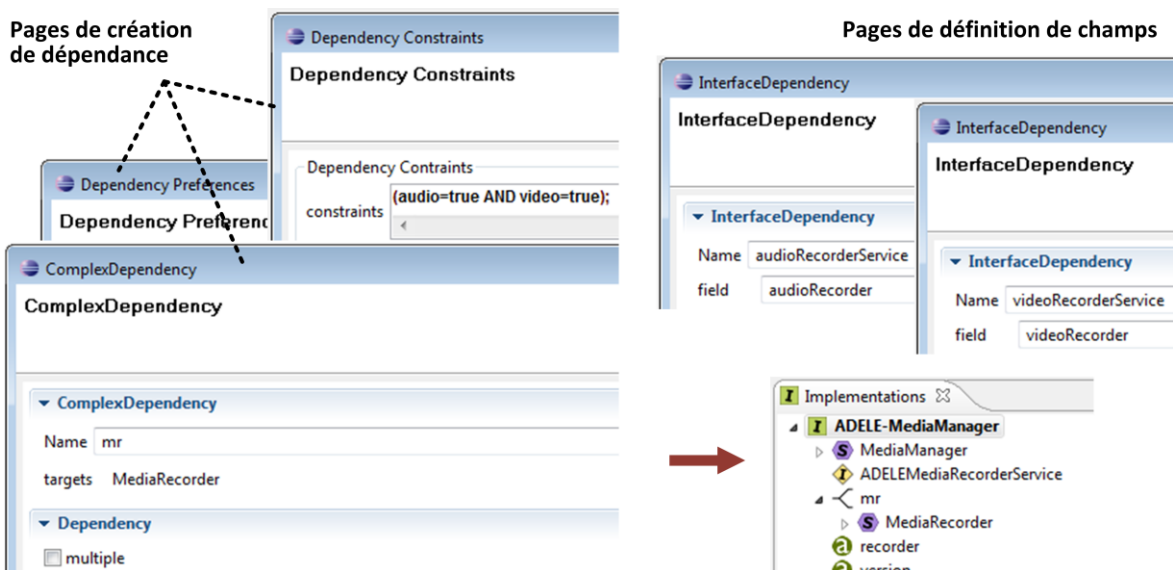 Pages de création
de dépendance
Dependency Constraints
Dependency Constraints
Dependency Contraints
constraints
(audio=true AND video=true);
Dependency Preferences
Dependency Preferenc
ComplexDependency
ComplexDependency
ComplexDependency
Name mr
targets MediaRecorder
Dependency
multiple
Pages de définition de champs
InterfaceDependency
InterfaceDependency
InterfaceDependency
Name audioRecorderService
field audioRecorder
InterfaceDependency
InterfaceDependency
InterfaceDependency
Name videoRecorderService
field videoRecorder
Implementations
ADELE-MediaManager
MediaManager
ADELEMediaRecorderService
mr
MediaRecorder
recorder
version